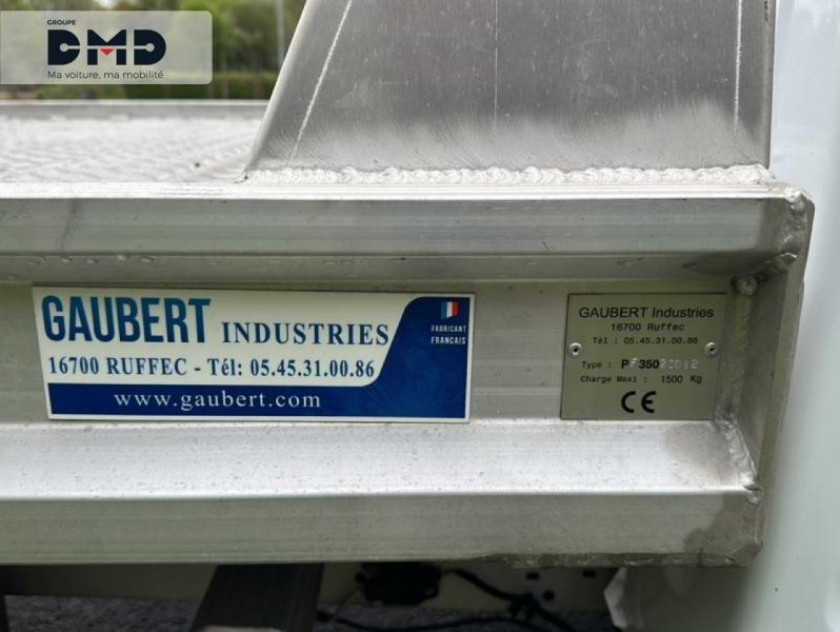 GROUPE
DMD
Ma voiture, ma mobilité
GAUBERT INDUSTRIES
16700 RUFFEC - Tél: 05.45.31.00.86
www.gaubert.com
FABRICANT
FRANÇAIS
GAUBERT Industries
16700 Ruffec
Tél : 05.45.31.00.86
Type :
Charge Maxi : 1500 Kg
CE